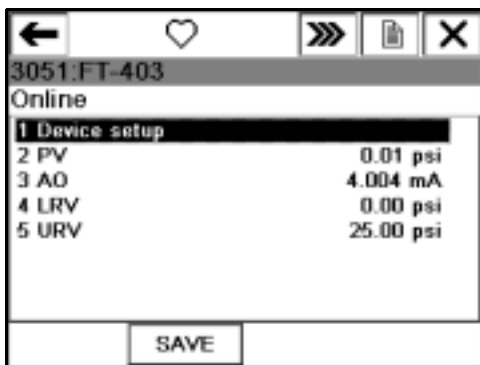 3051:FT-403
Online
1 Device setup
2 PV 0.01 psi
3 AO 4.004 mA
4 LRV 0.00 psi
5 URV 25.00 psi
SAVE